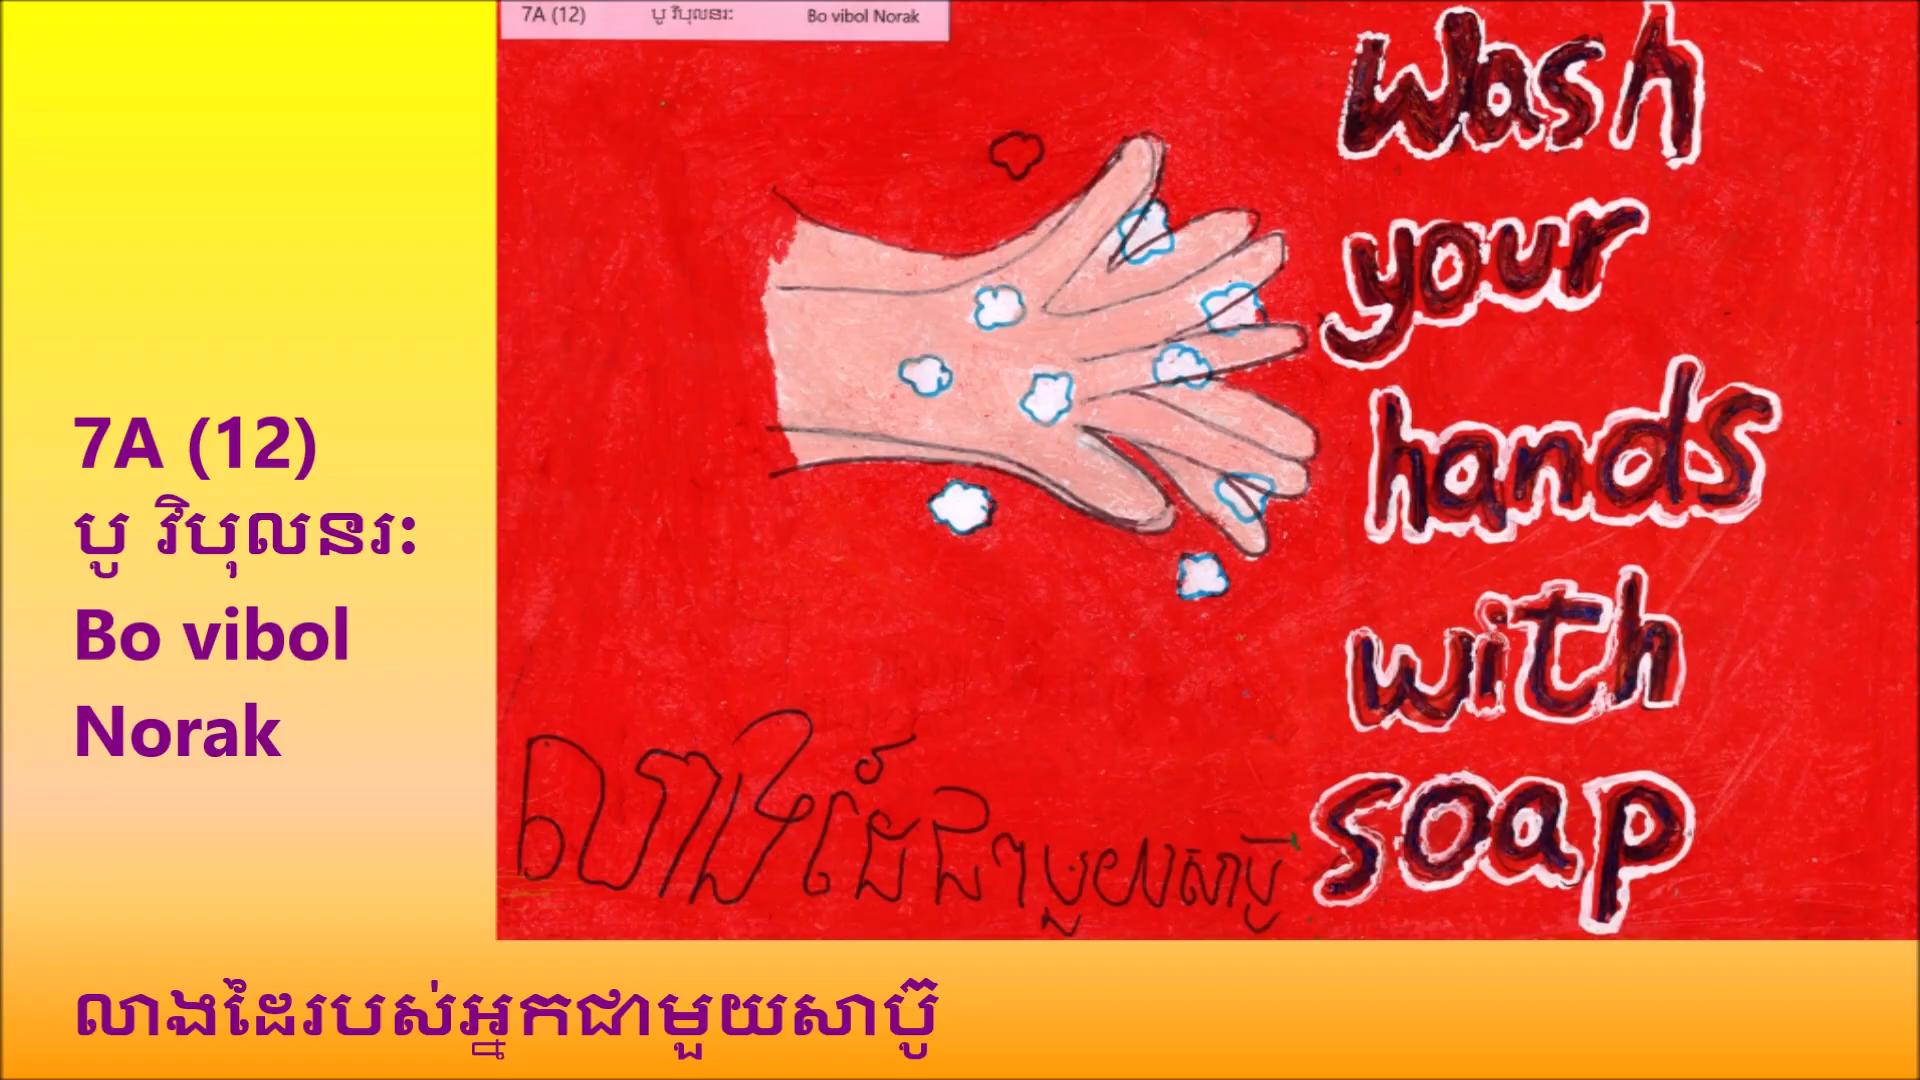 7A (12) បូ វិបុលនរៈ Bo vibol Norak
Wash
your
hands
with
soap
លាងដៃជាមួយសាប៊ូ
7A (12)
បូ វិបុលនរៈ
Bo vibol
Norak
លាងដៃរបស់អ្នកជាមួយសាប៊ូ